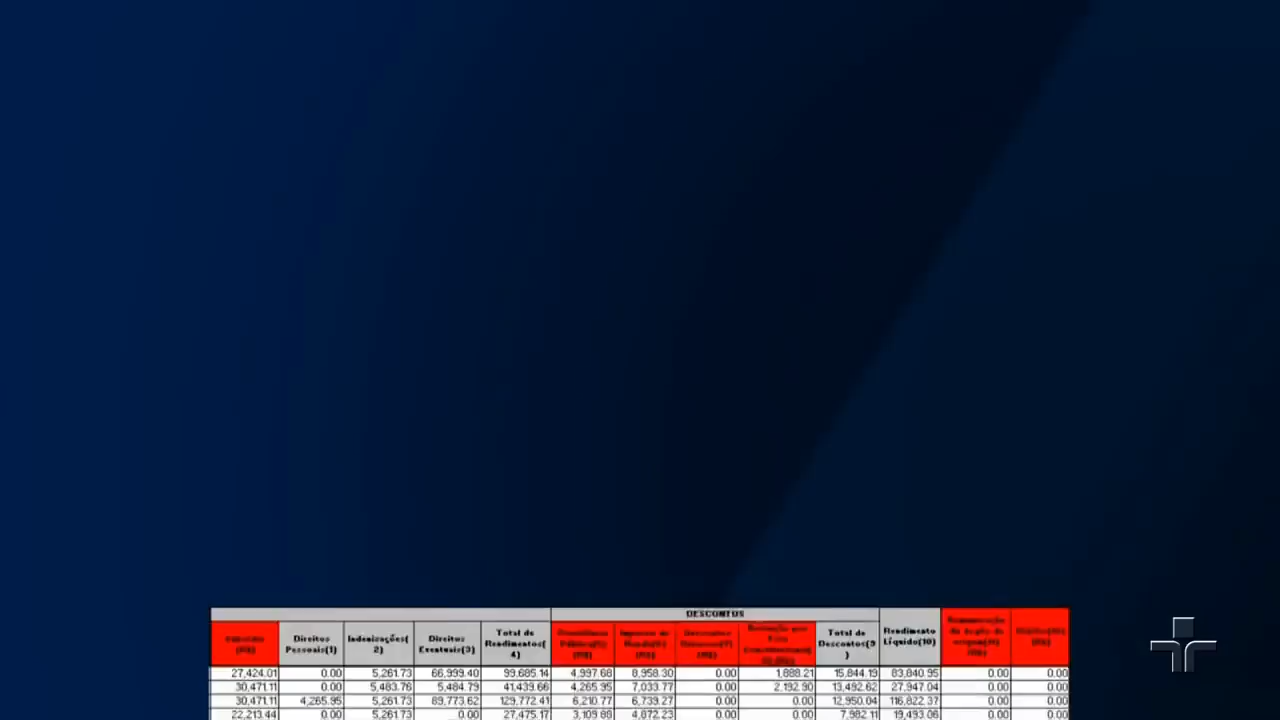 DESCONTOS
Direitos Pessoais(1) Indenizações(2) Direitos Eventuais(3) Total de Rendimentos(4) Total de Descontos(9) Rendimento Líquido(10)
27,424.01 0.00 5,261.73 66,999.40 99,685.14 4,997.68 8,958.30 0.00 1,888.21 15,844.19 83,840.95 0.00 0.00
30,471.11 0.00 5,483.76 5,484.79 41,439.66 4,265.95 7,033.77 0.00 2,192.90 13,492.62 27,947.04 0.00 0.00
30,471.11 4,265.95 5,261.73 89,773.62 129,772.41 6,210.77 6,739.27 0.00 0.00 12,950.04 116,822.37 0.00 0.00
22,213.44 0.00 5,261.73 0.00 27,475.17 3,109.88 4,872.23 0.00 0.00 7,982.11 19,493.06 0.00 0.00